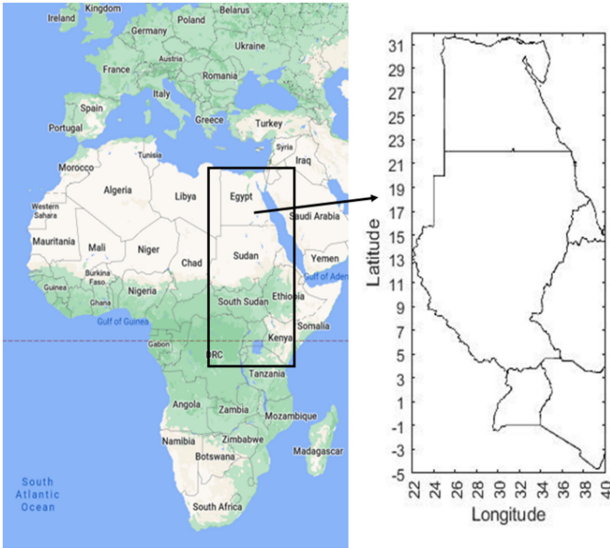 Ireland
Kingdom
Belarus
Poland
Germany
Ukraine
Austria
France
Romania
Italy
Spain
Portugal
Greece
Turkey
Syria
Iraq
Tunisia
Morocco
Algeria
Libya
Egypt
Western
Sahara
Saudi Arabia
Mauritania
Mali
Niger
Chad
Sudan
Yemen
Gulf of Aden
Burkina
Faso
Guinea
Ghana
Nigeria
South Sudan
Ethiopia
Somalia
Gulf of Guinea
Gabon
DRC
Kenya
Tanzania
Angola
Zambia
Mozambique
Namibia
Zimbabwe
Botswana
Madagascar
South Africa
South
Atlantic
Ocean
Latitude
31
29
27
25
23
21
19
17
15
13
11
9
7
5
3
1
-1
-3
-5
22 24 26 28 30 32 34 36 38 40
Longitude